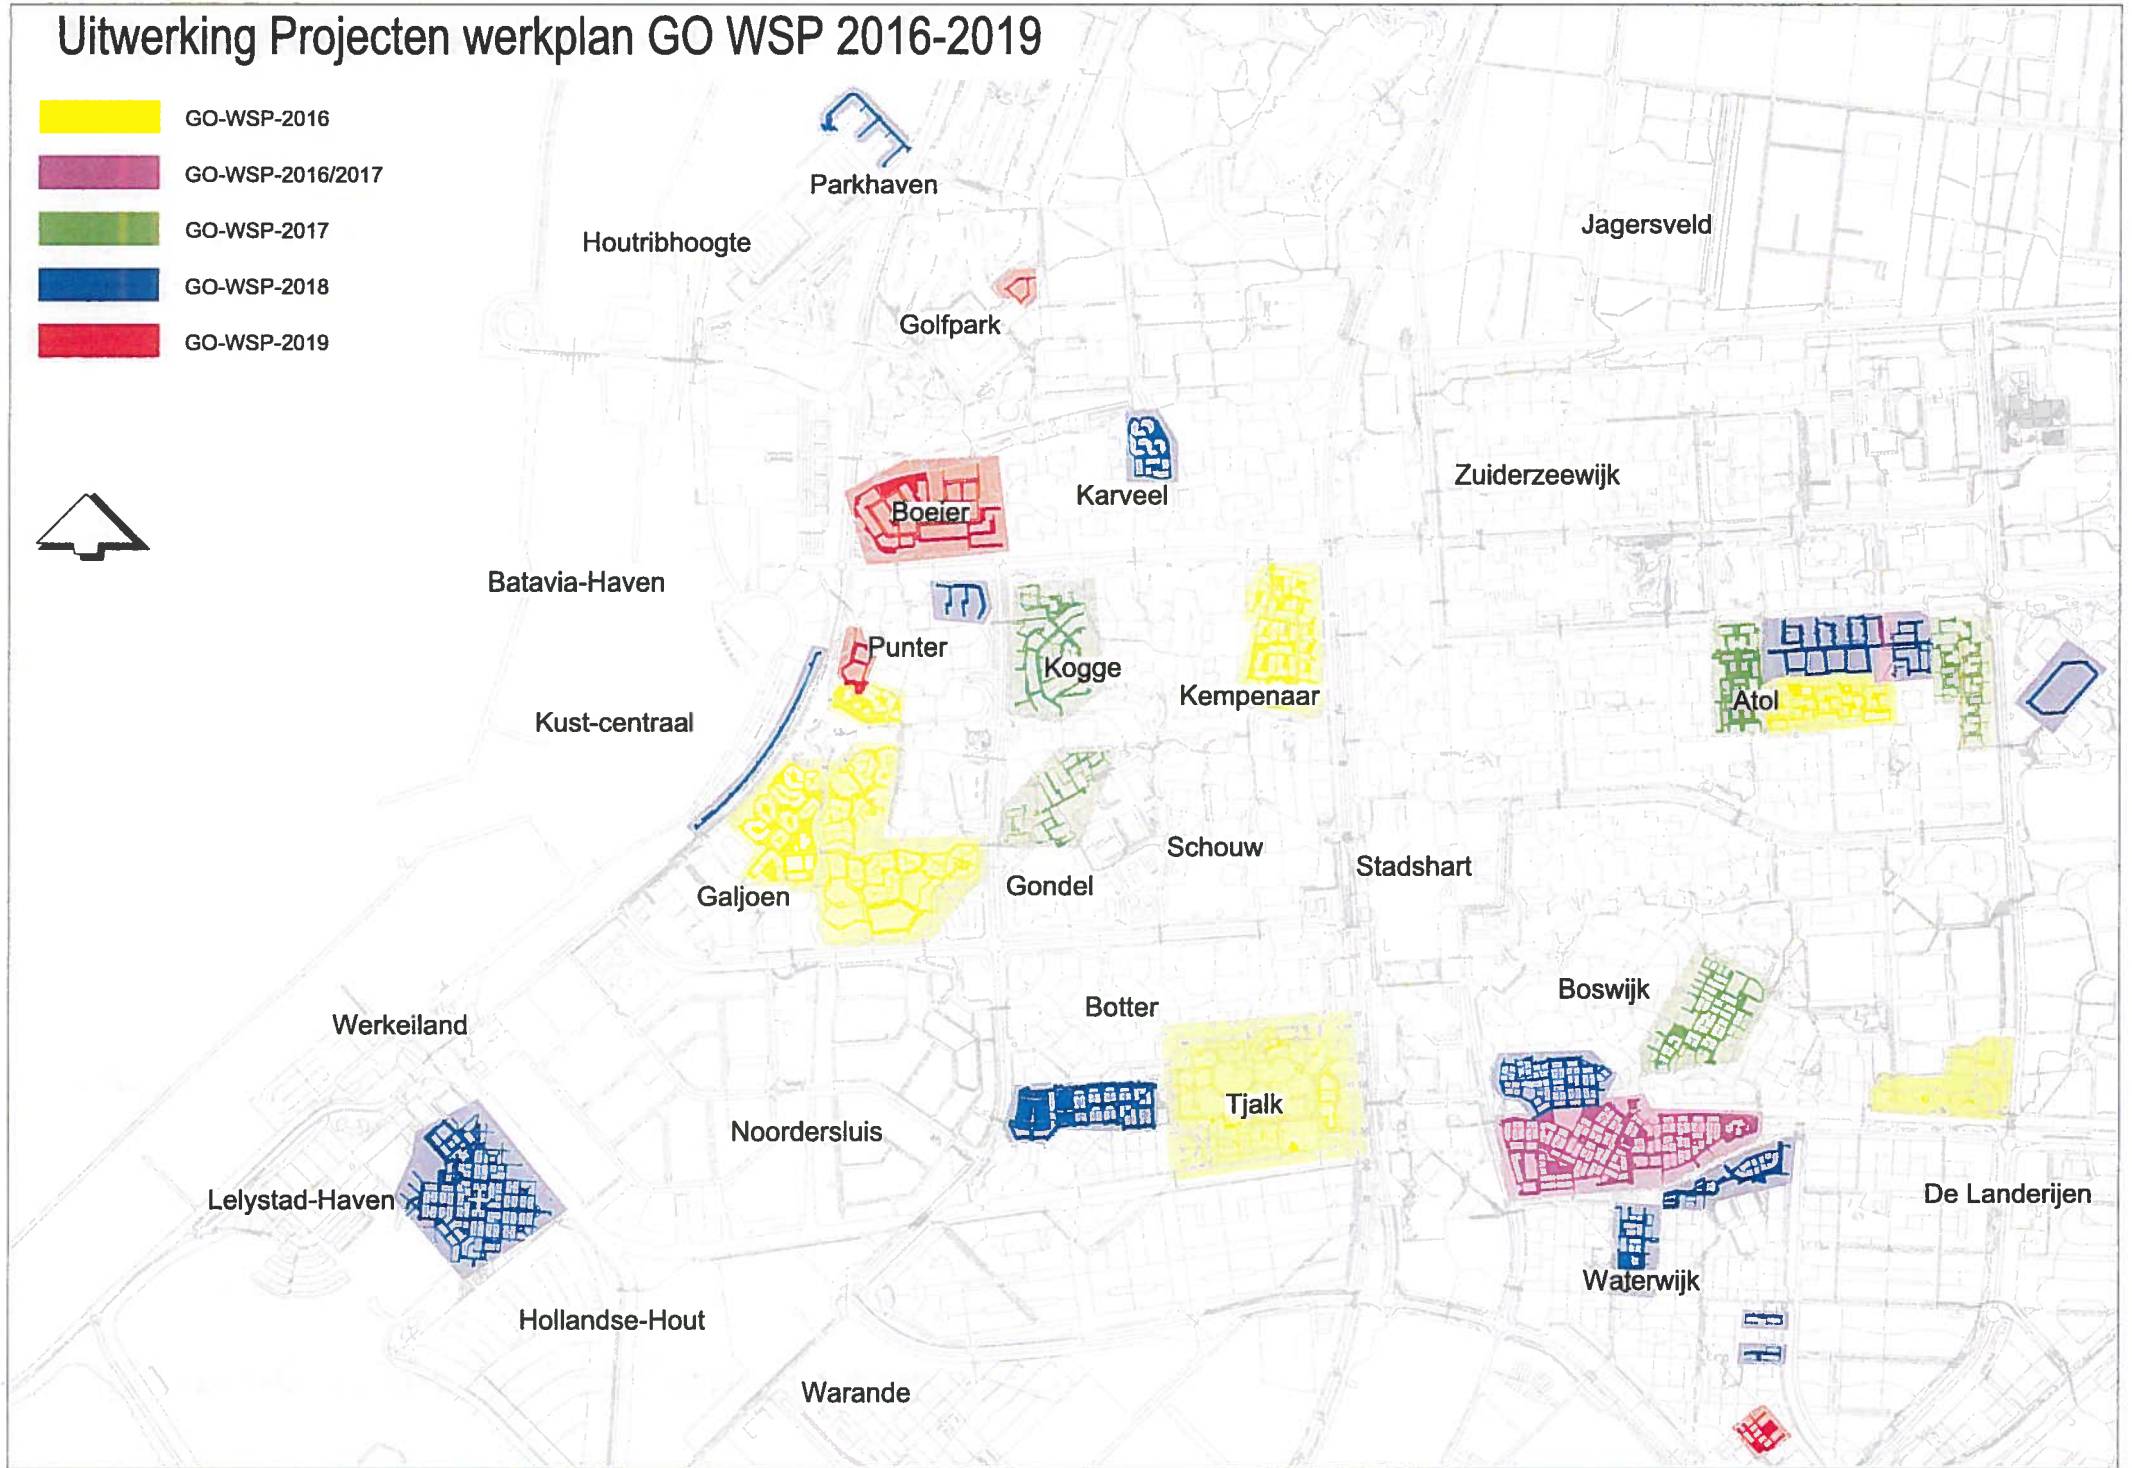 Uitwerking Projecten werkplan GO WSP 2016-2019
GO-WSP-2016
GO-WSP-2016/2017
GO-WSP-2017
GO-WSP-2018
GO-WSP-2019
Parkhaven
Houtribhoogte
Jagersveld
Golfpark
Karveel
Zuiderzeewijk
Boeier
Batavia-Haven
Punter
Kogge
Kempenaar
Atol
Kust-centraal
Schouw
Stadshart
Galjoen
Gondel
Boswijk
Botter
Werkeiland
Tjalk
Noordersluis
Lelystad-Haven
De Landerijen
Waterwijk
Hollandse-Hout
Warande